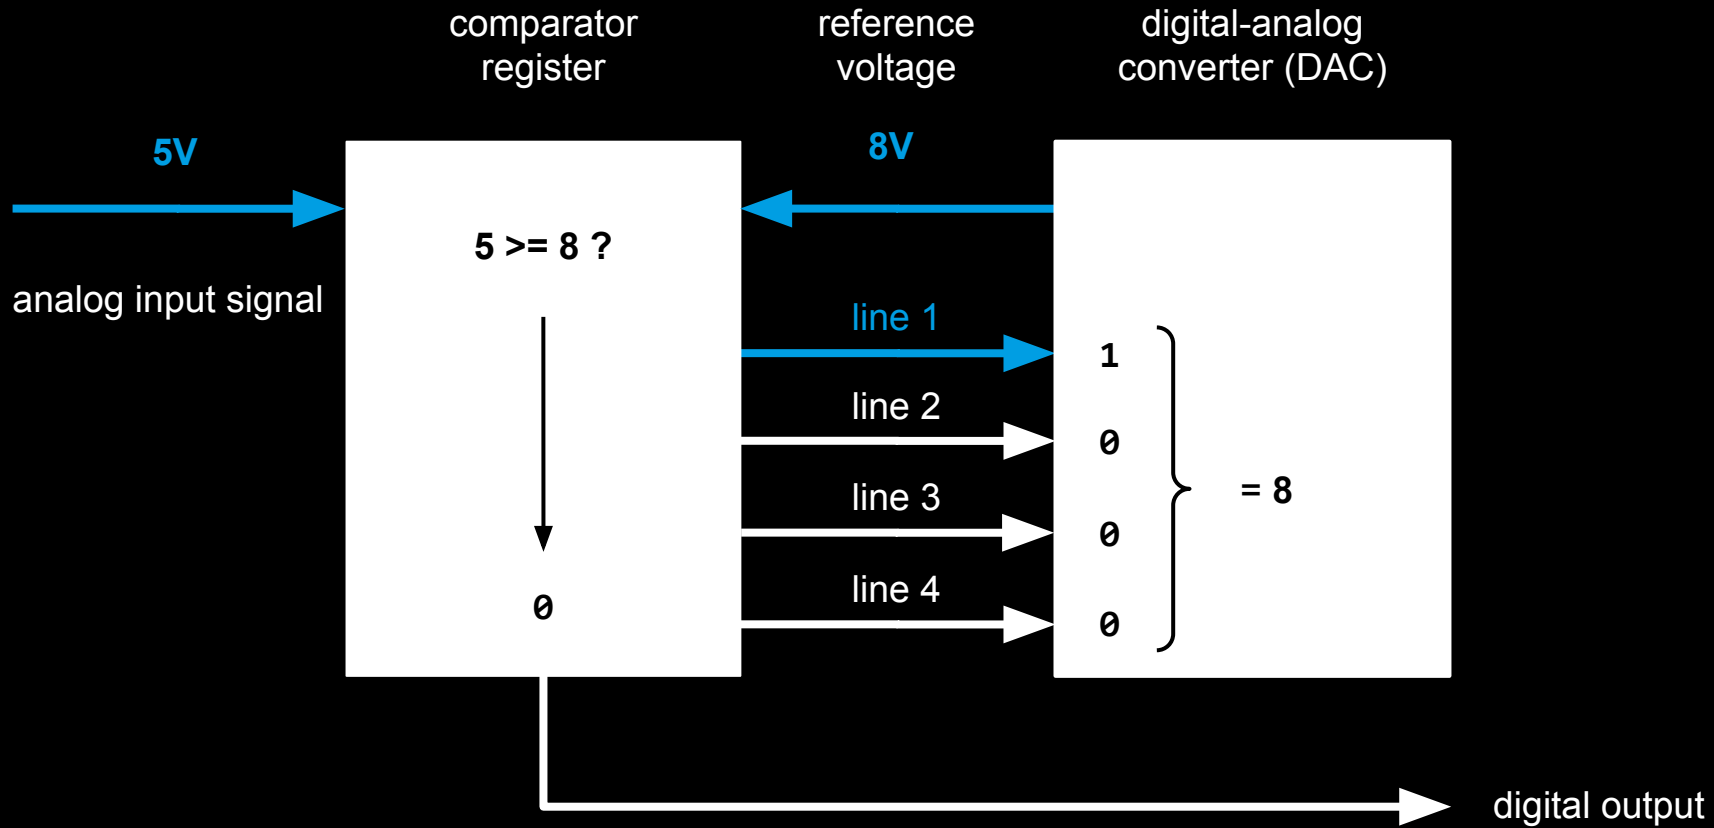 comparator
register
reference
voltage
digital-analog
converter (DAC)
5V
8V
5 >= 8 ?
analog input signal
line 1
1
line 2
0
line 3
= 8
0
line 4
0
0
digital output